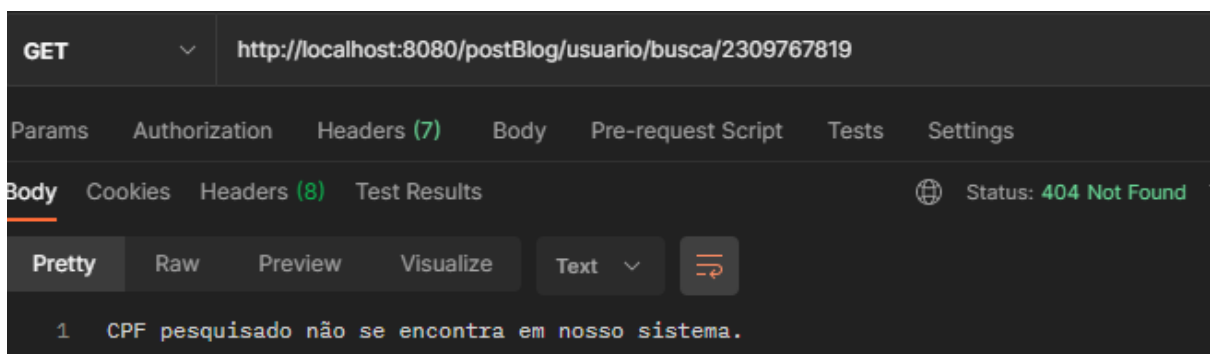 GET http://localhost:8080/postBlog/usuario/busca/2309767819
Params Authorization Headers (7) Body Pre-request Script Tests Settings
Body Cookies Headers (8) Test Results Status: 404 Not Found
Pretty Raw Preview Visualize Text
1 CPF pesquisado não se encontra em nosso sistema.